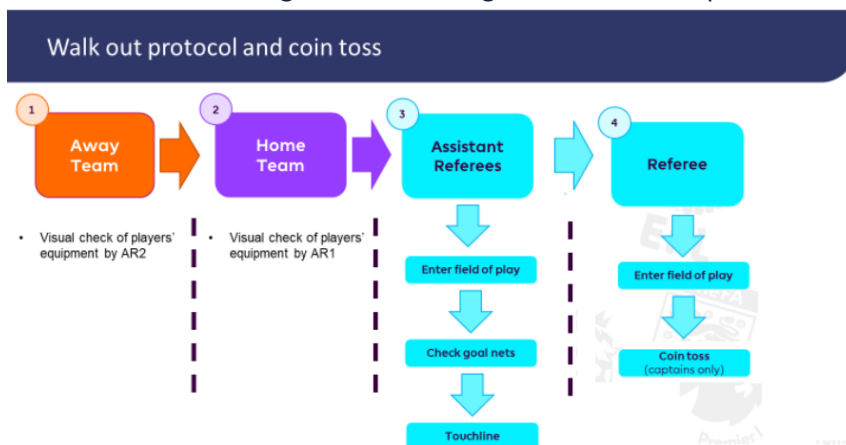 Walk out protocol and coin toss
1
Away
Team
2
Home
Team
3
Assistant
Referees
4
Referee
• Visual check of players'
equipment by AR2
• Visual check of players'
equipment by AR1
Enter field of play
Check goal nets
Touchline
Enter field of play
Coin toss
(captains only)
EFL
Premier L